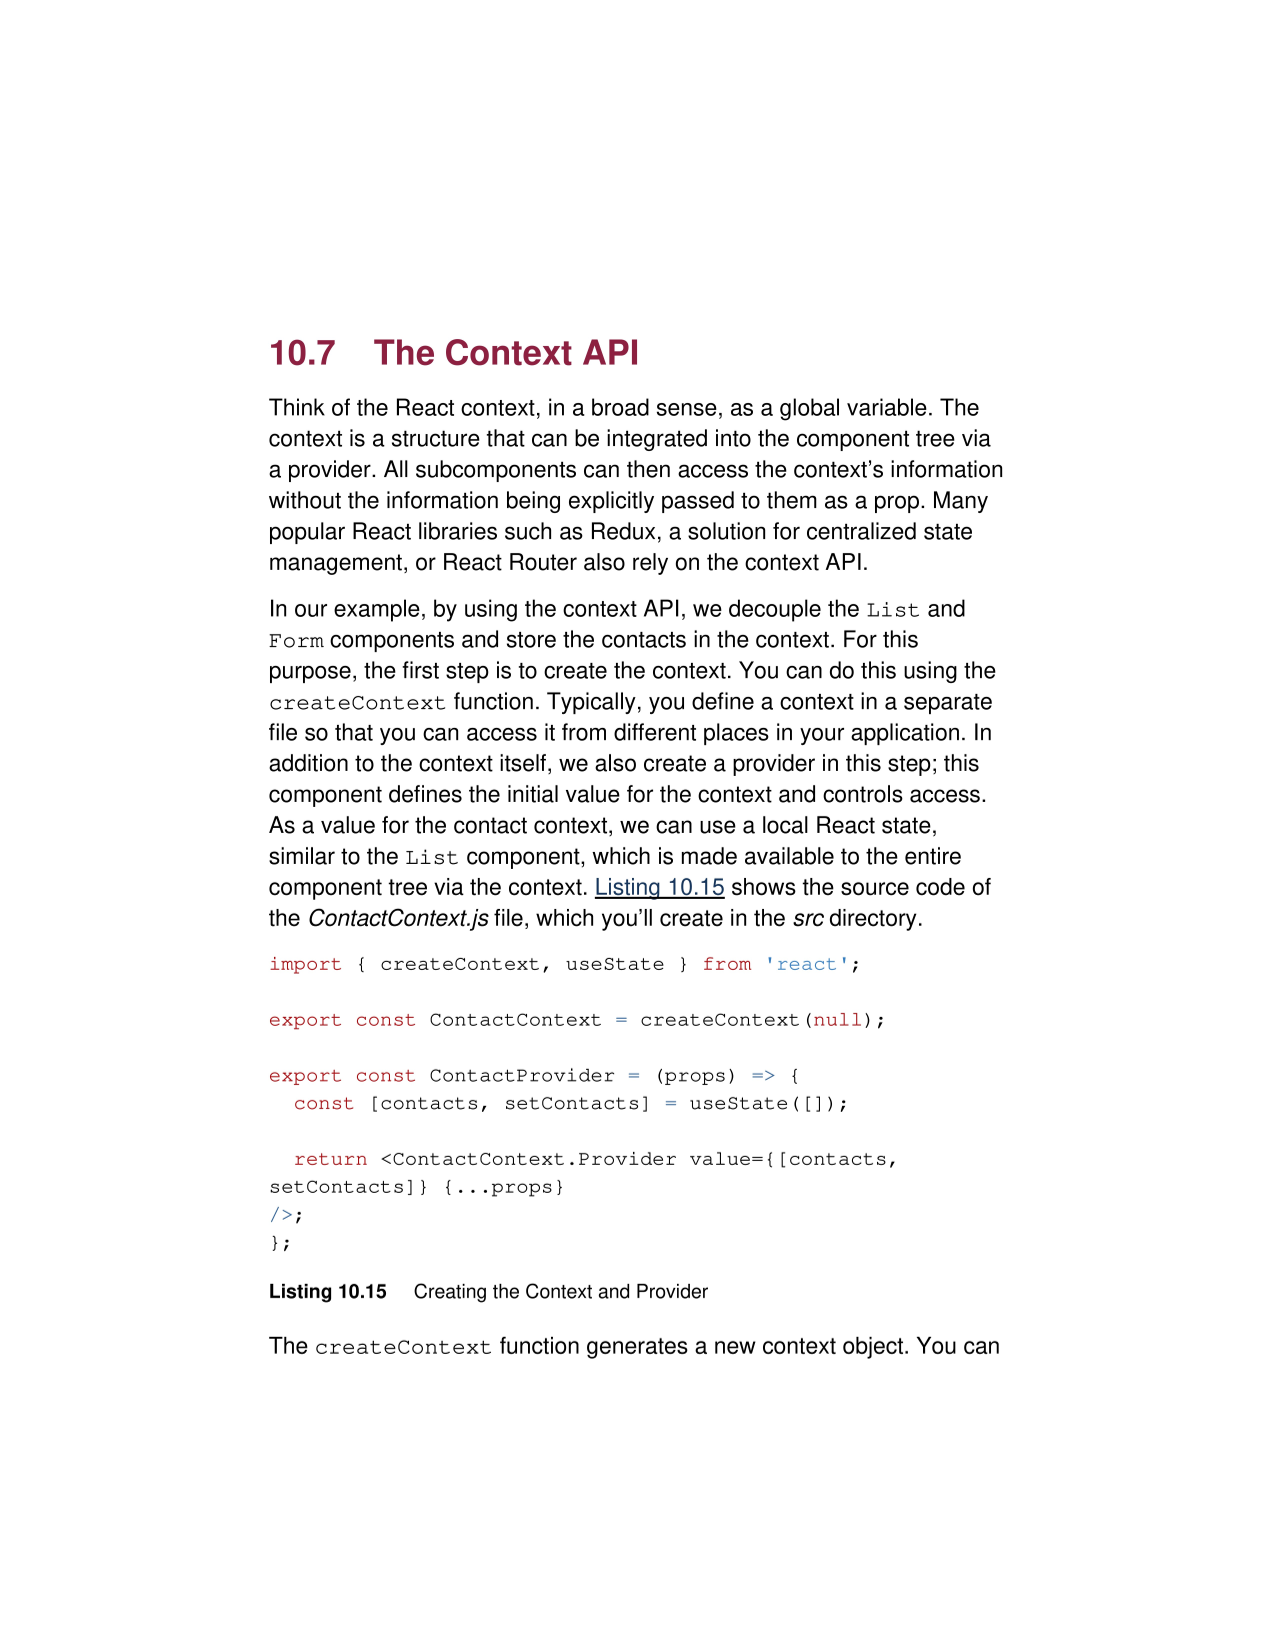 10.7 The Context API
Think of the React context, in a broad sense, as a global variable. The
context is a structure that can be integrated into the component tree via
a provider. All subcomponents can then access the context’s information
without the information being explicitly passed to them as a prop. Many
popular React libraries such as Redux, a solution for centralized state
management, or React Router also rely on the context API.
In our example, by using the context API, we decouple the List and
Form components and store the contacts in the context. For this
purpose, the first step is to create the context. You can do this using the
createContext function. Typically, you define a context in a separate
file so that you can access it from different places in your application. In
addition to the context itself, we also create a provider in this step; this
component defines the initial value for the context and controls access.
As a value for the contact context, we can use a local React state,
similar to the List component, which is made available to the entire
component tree via the context. Listing 10.15 shows the source code of
the ContactContext.js file, which you’ll create in the src directory.
import { createContext, useState } from 'react';
export const ContactContext = createContext(null);
export const ContactProvider = (props) => {
  const [contacts, setContacts] = useState([]);
  return <ContactContext.Provider value={[contacts,
setContacts]} {...props}
/>;
};
Listing 10.15 Creating the Context and Provider
The createContext function generates a new context object. You can